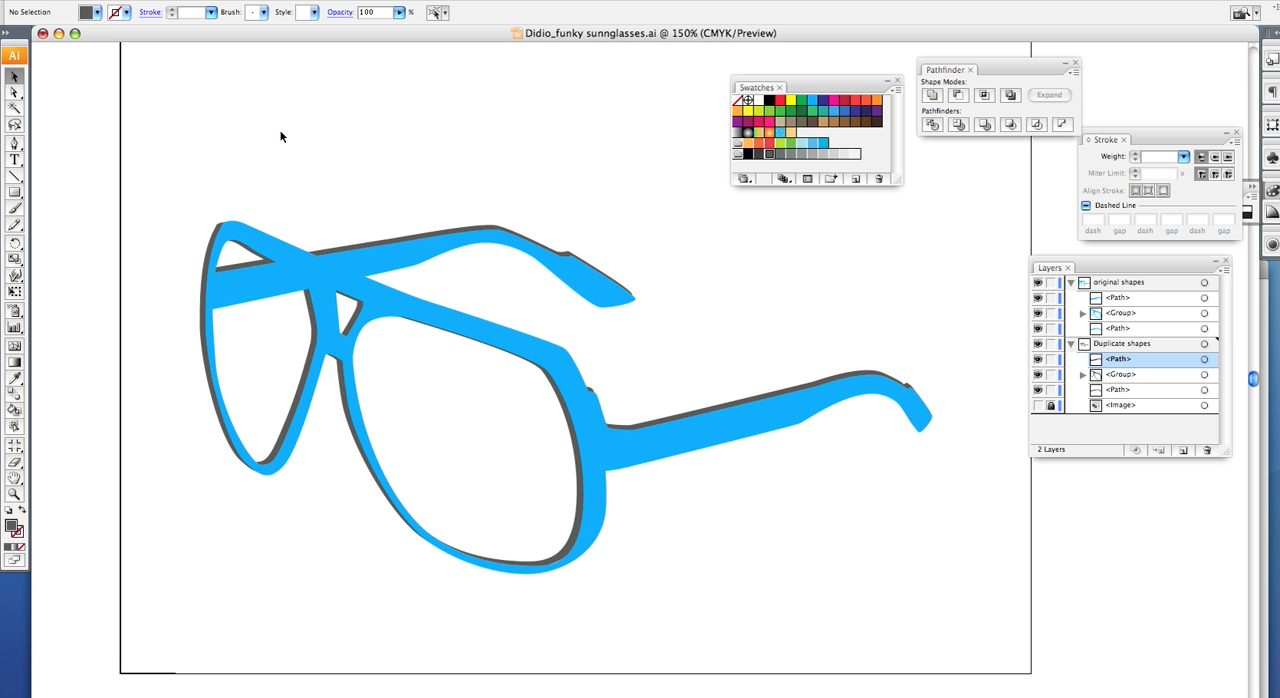 No Selection
Stroke:
Brush:
Style:
Opacity: 100 %
Didio_funky sunnglasses.ai @ 150% (CMYK/Preview)
Ai
T
Swatches ×
Pathfinder ×
Shape Modes:
Expand
Pathfinders:
Stroke ×
Weight:
Miter Limit: ×
Align Stroke:
Dashed Line
dash gap dash gap dash gap
Layers ×
original shapes
<Path>
<Group>
<Path>
Duplicate shapes
<Path>
<Group>
<Path>
<Image>
2 Layers